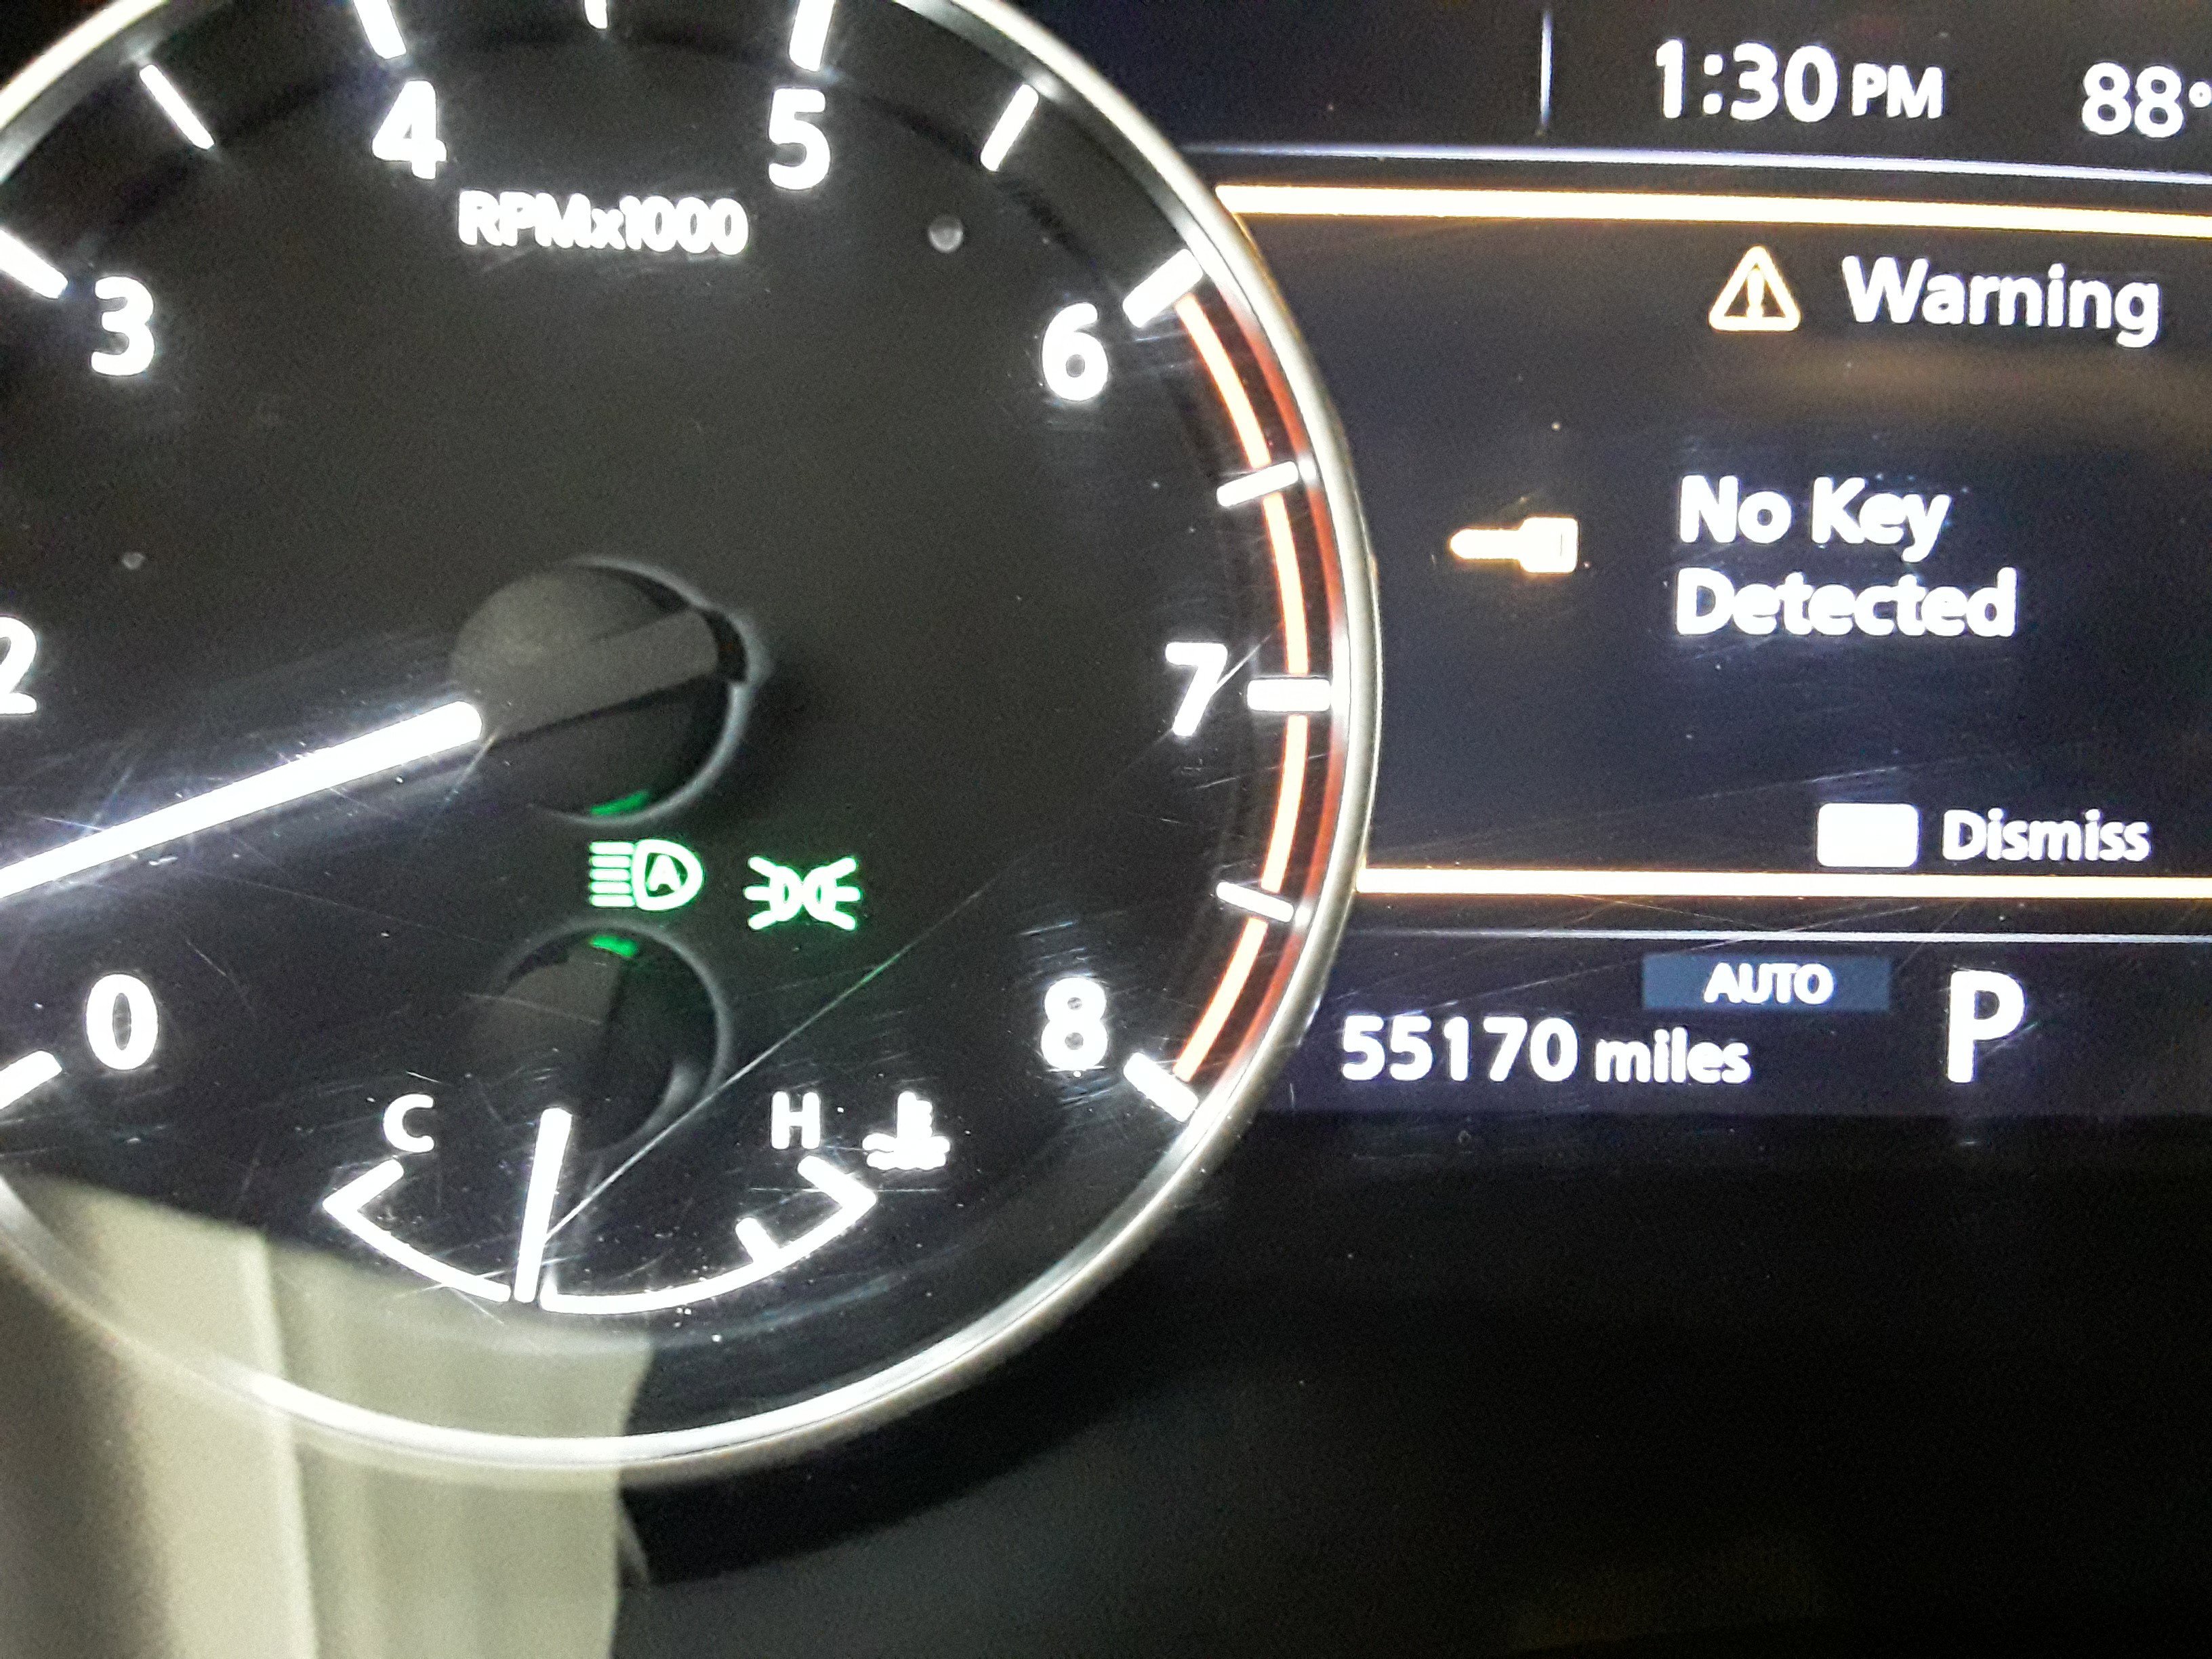 1:30 PM 88°
4 5
RPMx1000
3 6
Warning
No Key
Detected
2 7
Dismiss
A
0 8
AUTO
P
55170 miles
C H